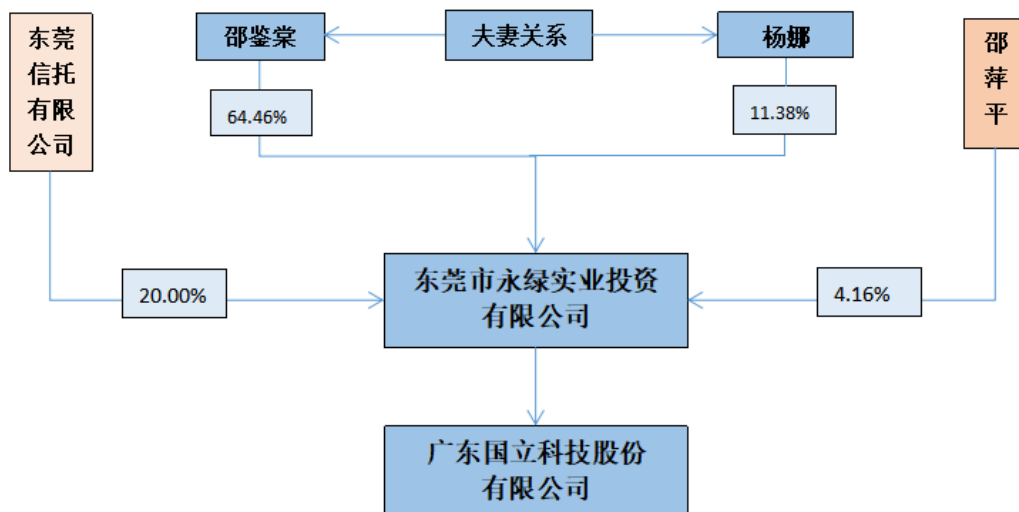 东莞
信托
有限
公司
邵鉴棠
夫妻关系
杨娜
邵
萍
平
64.46%
11.38%
20.00%
东莞市永绿实业投资
有限公司
4.16%
广东国立科技股份
有限公司